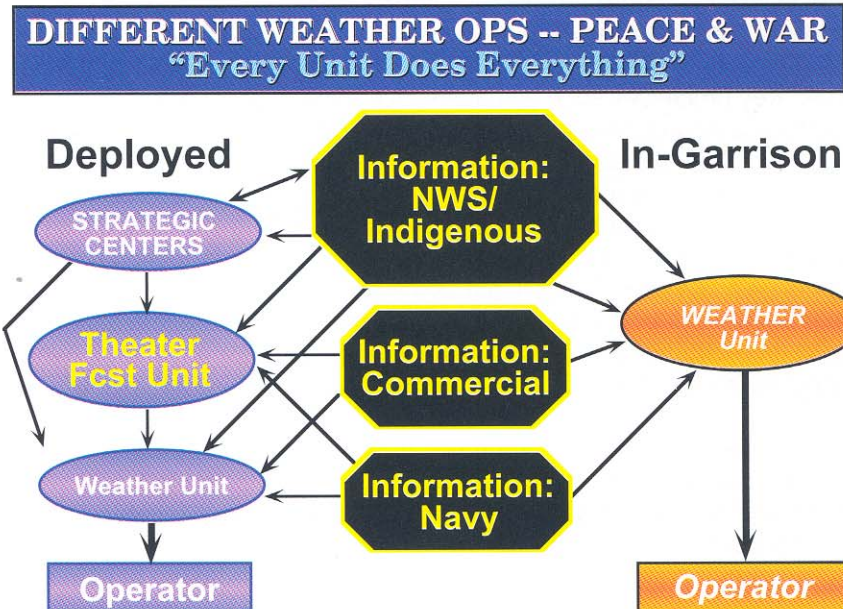 DIFFERENT WEATHER OPS -- PEACE & WAR
“Every Unit Does Everything”
Deployed
In-Garrison
Information:
NWS/
Indigenous
STRATEGIC
CENTERS
WEATHER
Unit
Theater
Fcst Unit
Information:
Commercial
Weather Unit
Information:
Navy
Operator
Operator